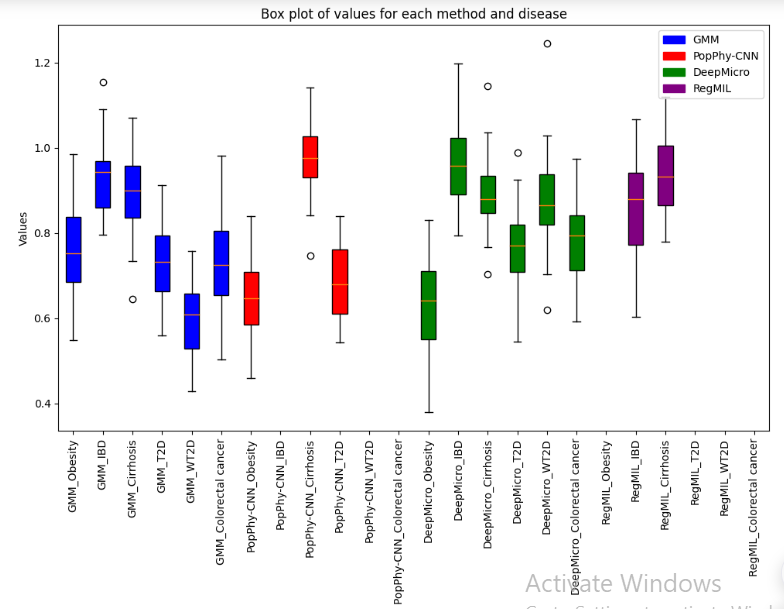 Box plot of values for each method and disease
GMM
PopPhy-CNN
DeepMicro
RegMIL
Values
1.2
1.0
0.8
0.6
0.4
GMM_Obesity
GMM_IBD
GMM_Cirrhosis
GMM_T2D
GMM_WT2D
GMM_Colorectal cancer
PopPhy-CNN_Obesity
PopPhy-CNN_IBD
PopPhy-CNN_Cirrhosis
PopPhy-CNN_T2D
PopPhy-CNN_WT2D
PopPhy-CNN_Colorectal cancer
DeepMicro_Obesity
DeepMicro_IBD
DeepMicro_Cirrhosis
DeepMicro_T2D
DeepMicro_WT2D
DeepMicro_Colorectal cancer
RegMIL_Obesity
RegMIL_IBD
RegMIL_Cirrhosis
RegMIL_T2D
RegMIL_WT2D
RegMIL_Colorectal cancer
Activate Windows